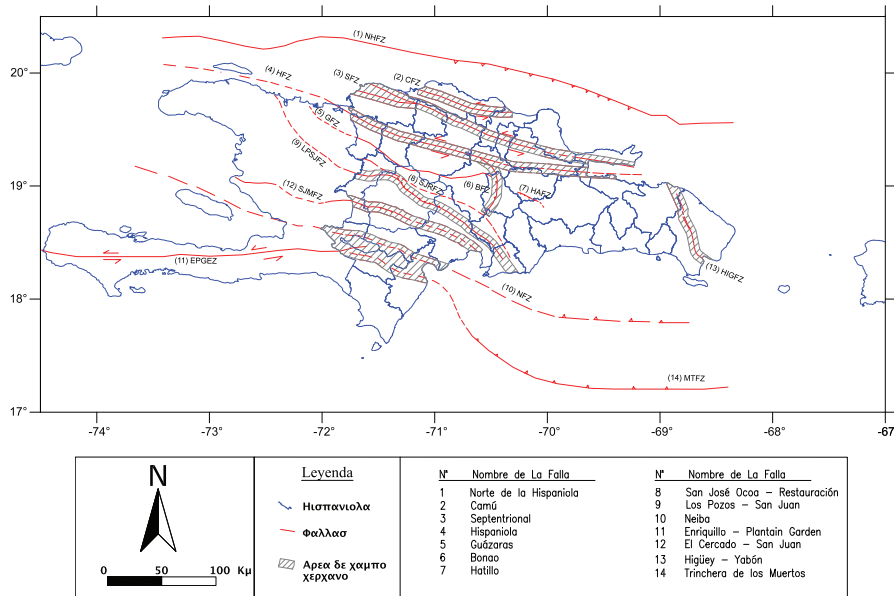 (1) NHFZ
20°
(4) HFZ
(3) SFZ
(2) CFZ
(5) GFZ
(9) LPSJFZ
19°
(12) SJMFZ
(8) SJRFZ
(6) BFZ
(7) HAFZ
(11) EPGEZ
(13) HIGFZ
(10) NFZ
18°
(14) MTFZ
17°
-74° -73° -72° -71° -70° -69° -68° -67
N
0 50 100 Κμ
Leyenda
Ηισπανιολα
Φαλλασ
Αρεα δε χαμπο
χερχανο
N° Nombre de La Falla
1 Norte de la Hispaniola
2 Camú
3 Septentrional
4 Hispaniola
5 Guázaras
6 Bonao
7 Hatillo
N° Nombre de La Falla
8 San José Ocoa – Restauración
9 Los Pozos – San Juan
10 Neiba
11 Enriquillo – Plantain Garden
12 El Cercado – San Juan
13 Higüey – Yabón
14 Trinchera de los Muertos